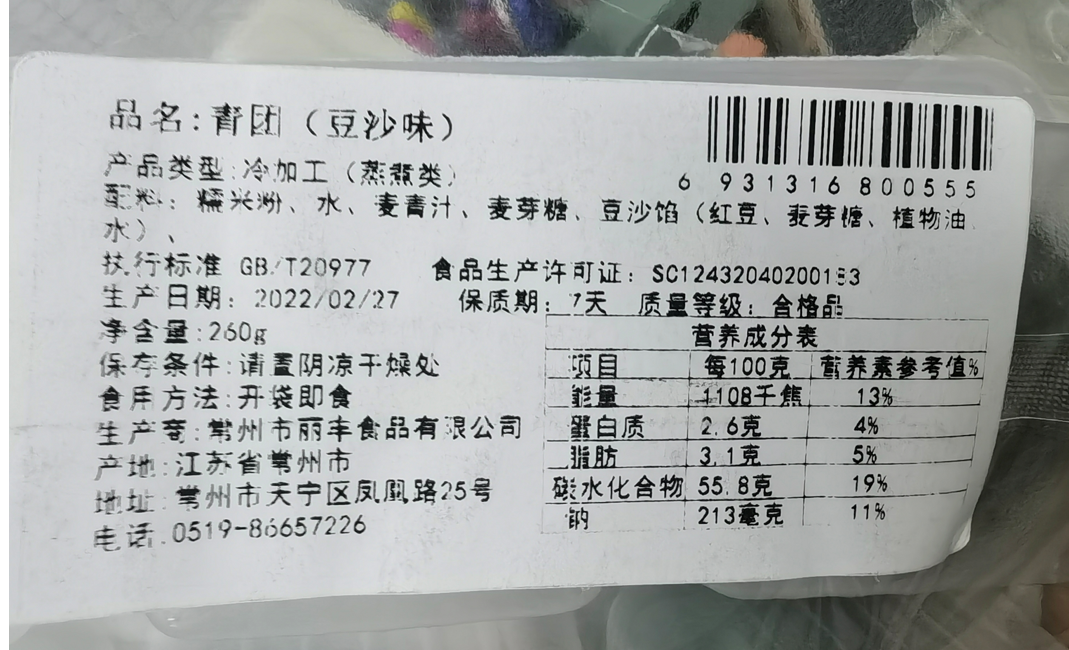 品名:青团（豆沙味）
6 931316 800555
产品类型:冷加工（蒸煮类）
配料：糯米粉、水、麦青汁、麦芽糖、豆沙馅（红豆、麦芽糖、植物油、
水）、
执行标准 GB/T20977 食品生产许可证：SC12432040200153
生产日期：2022/02/27 保质期：7天 质量等级：合格品
净含量:260g
保存条件:请置阴凉干燥处
食用方法:开袋即食
生产商:常州市丽丰食品有限公司
产地:江苏省常州市
地址:常州市天宁区凤凰路25号
电话:0519-86657226
营养成分表
项目 每100克 营养素参考值%
能量 1108千焦 13%
蛋白质 2.6克 4%
脂肪 3.1克 5%
碳水化合物 55.8克 19%
钠 213毫克 11%